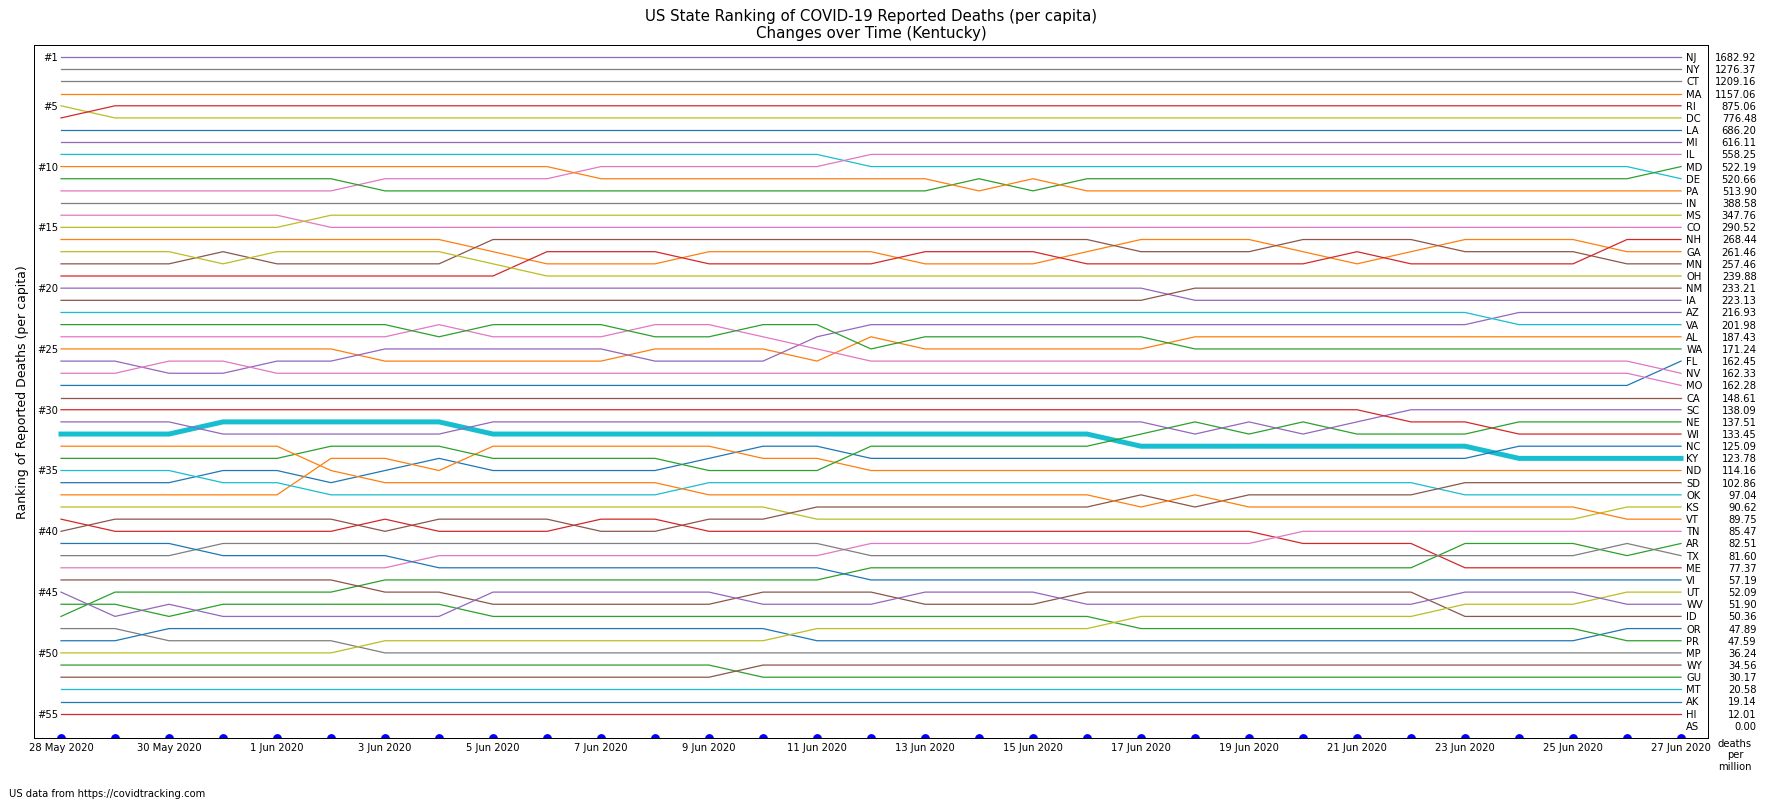 US State Ranking of COVID-19 Reported Deaths (per capita)
Changes over Time (Kentucky)
Ranking of Reported Deaths (per capita)
#1
#5
#10
#15
#20
#25
#30
#35
#40
#45
#50
#55
NJ 1682.92
NY 1276.37
CT 1209.16
MA 1157.06
RI 875.06
DC 776.48
LA 686.20
MI 616.11
IL 558.25
MD 522.19
DE 520.66
PA 513.90
IN 388.58
MS 347.76
CO 290.52
NH 268.44
GA 261.46
MN 257.46
OH 239.88
NM 233.21
IA 223.13
AZ 216.93
VA 201.98
AL 187.43
WA 171.24
FL 162.45
NV 162.33
MO 162.28
CA 148.61
SC 138.09
NE 137.51
WI 133.45
NC 125.09
KY 123.78
ND 114.16
SD 102.86
OK 97.04
KS 90.62
VT 89.75
TN 85.47
AR 82.51
TX 81.60
ME 77.37
VI 57.19
UT 52.09
WV 51.90
ID 50.36
OR 47.89
PR 47.59
MP 36.24
WY 34.56
GU 30.17
MT 20.58
AK 19.14
HI 12.01
AS 0.00
28 May 2020 30 May 2020 1 Jun 2020 3 Jun 2020 5 Jun 2020 7 Jun 2020 9 Jun 2020 11 Jun 2020 13 Jun 2020 15 Jun 2020 17 Jun 2020 19 Jun 2020 21 Jun 2020 23 Jun 2020 25 Jun 2020 27 Jun 2020
deaths
per
million
US data from https://covidtracking.com